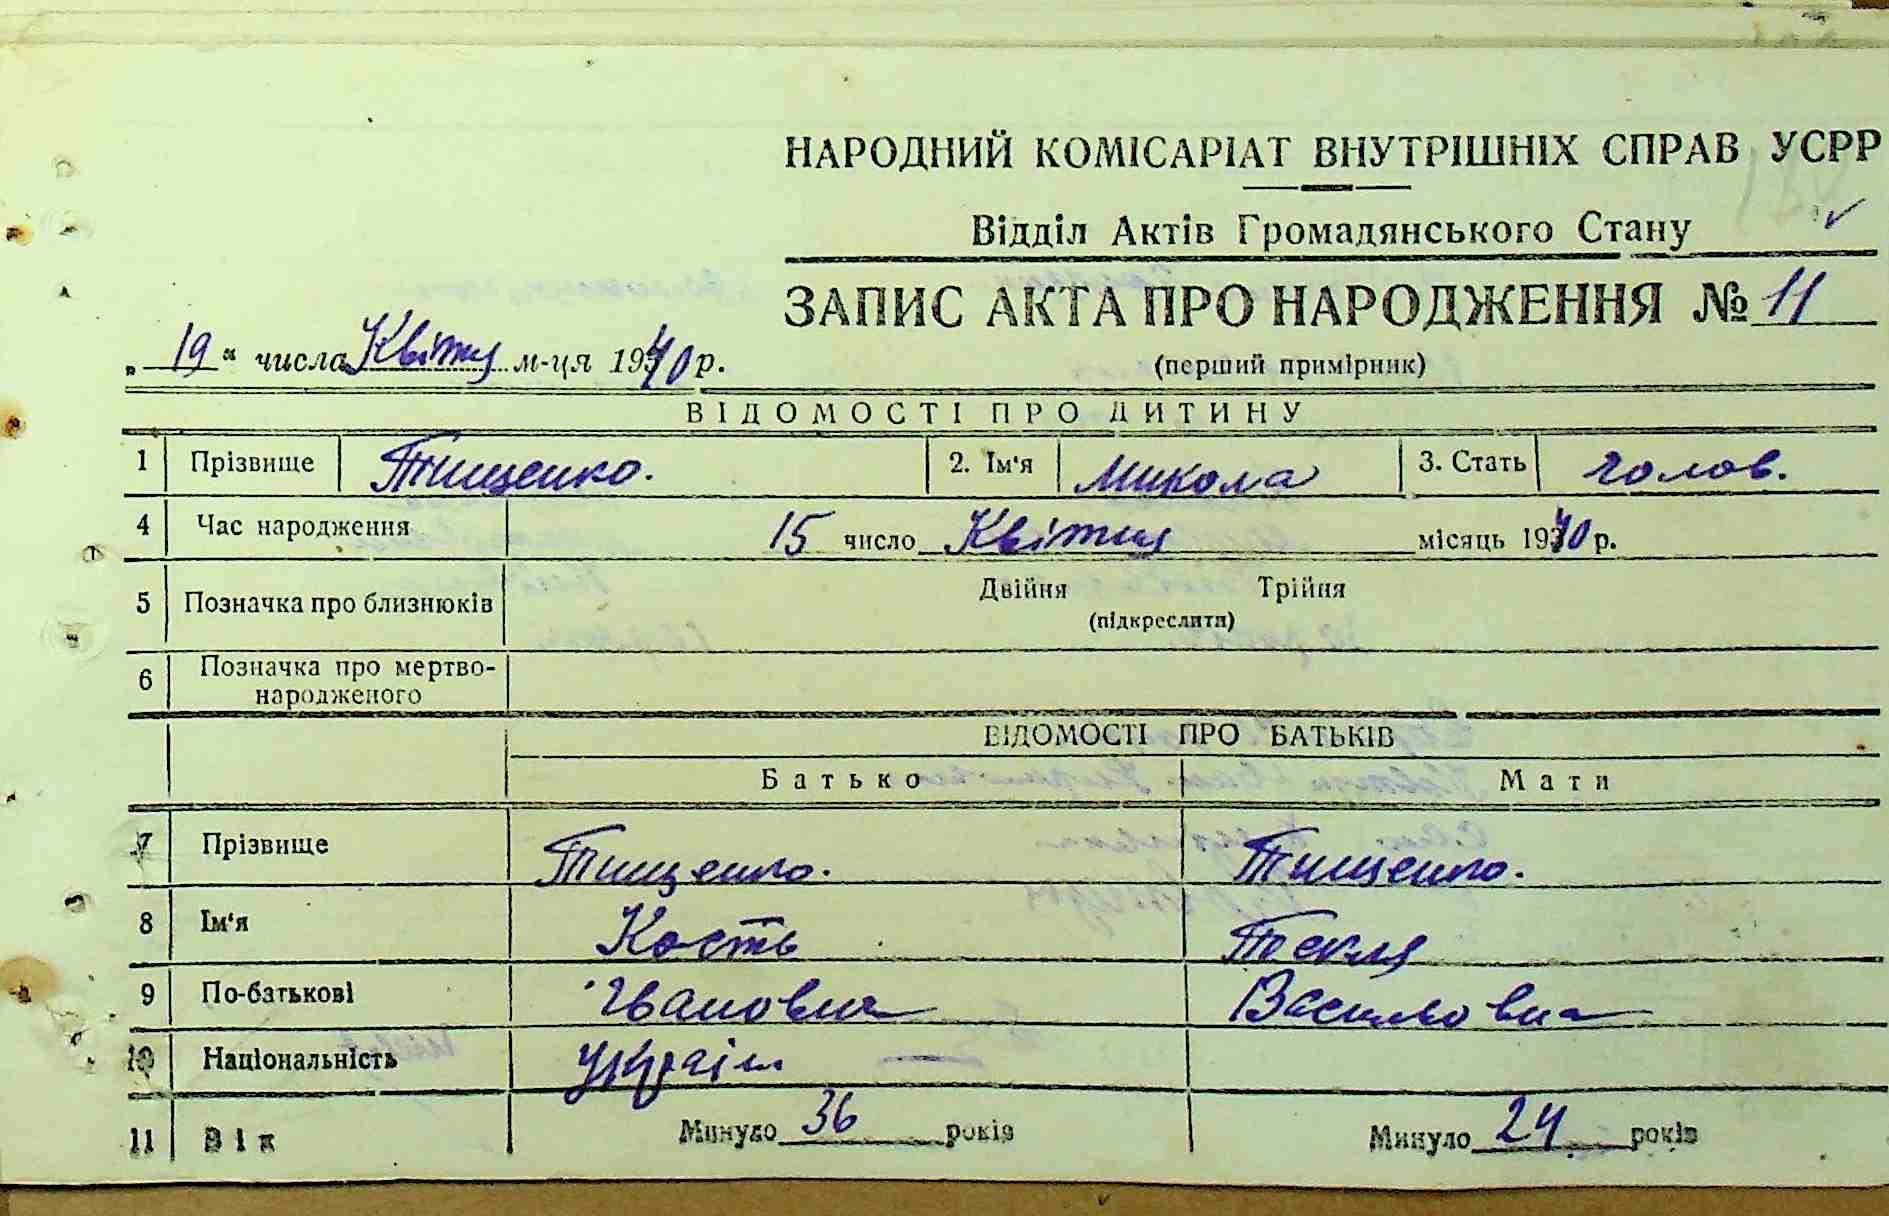 НАРОДНИЙ КОМІСАРІАТ ВНУТРІШНІХ СПРАВ УСРР
Відділ Актів Громадянського Стану
ЗАПИС АКТА ПРО НАРОДЖЕННЯ № 11
„ 19 “ числа Квітня м-ця 1940 р.
(перший примірник)
ВІДОМОСТІ ПРО ДИТИНУ
1 Прізвище Тищенко. 2. Ім'я Микола 3. Стать чолов.
4 Час народження 15 число Квітня місяць 1940 р.
5 Позначка про близнюків Двійня Трійня
(підкреслити)
6 Позначка про мертво-
народженого
ВІДОМОСТІ ПРО БАТЬКІВ
Батько Мати
7 Прізвище Тищенко. Тищенко.
8 Ім'я Кость Текля
9 По-батькові Іванович Васильовна
10 Національність Україн
11 Вік Минуло 36 років Минуло 24 років